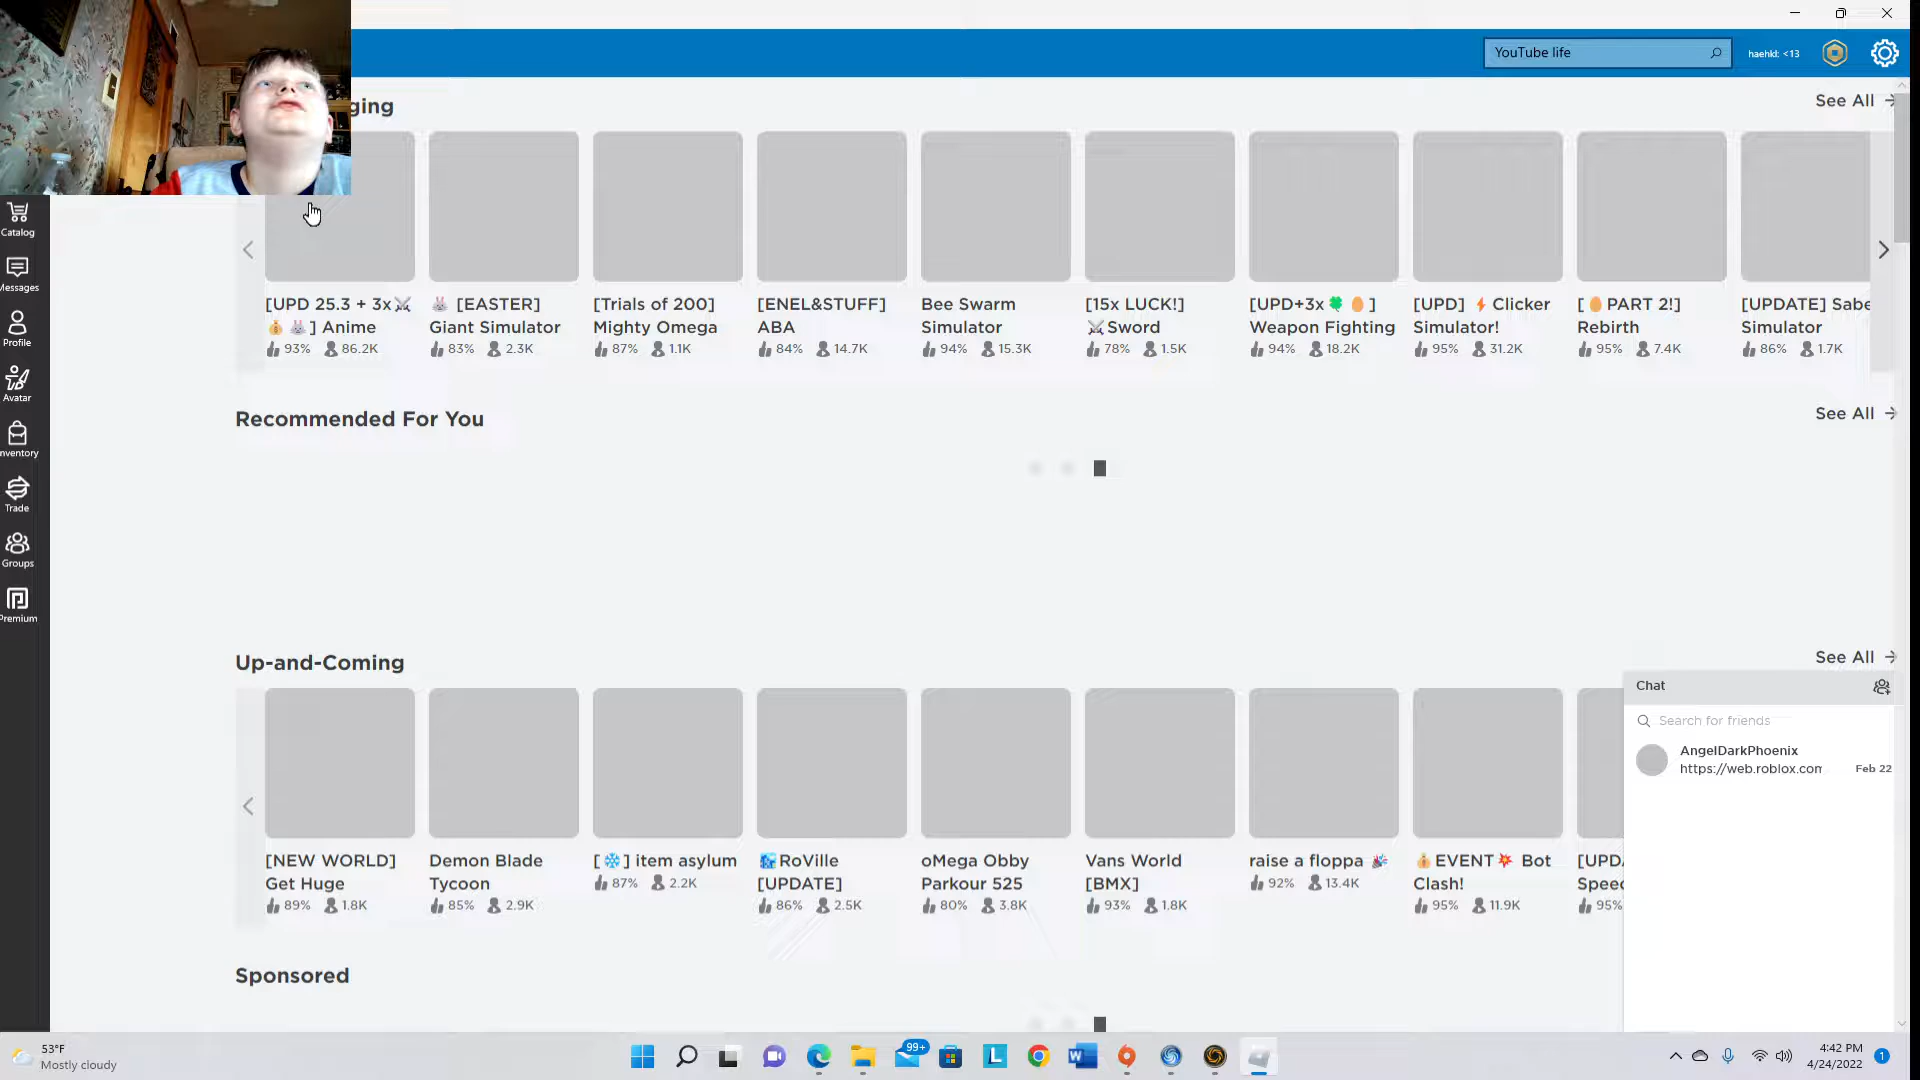 YouTube life
haehld: <13
ging
See All
Catalog
Messages
Profile
Avatar
Inventory
Trade
Groups
Premium
[UPD 25.3 + 3x⚔️
💰🐰] Anime
93% 86.2K
🐰 [EASTER]
Giant Simulator
83% 2.3K
[Trials of 200]
Mighty Omega
87% 1.1K
[ENEL&STUFF]
ABA
84% 14.7K
Bee Swarm
Simulator
94% 15.3K
[15x LUCK!]
⚔️Sword
78% 1.5K
[UPD+3x🍀🥚]
Weapon Fighting
94% 18.2K
[UPD] ⚡Clicker
Simulator!
95% 31.2K
[🥚PART 2!]
Rebirth
95% 7.4K
[UPDATE] Sabe
Simulator
86% 1.7K
Recommended For You
See All
Up-and-Coming
See All
[NEW WORLD]
Get Huge
89% 1.8K
Demon Blade
Tycoon
85% 2.9K
[❄️] item asylum
87% 2.2K
RoVille
[UPDATE]
86% 2.5K
oMega Obby
Parkour 525
80% 3.8K
Vans World
[BMX]
93% 1.8K
raise a floppa 🎉
92% 13.4K
💰EVENT💥 Bot
Clash!
95% 11.9K
[UPD
Speed
95%
Chat
Search for friends
AngelDarkPhoenix
https://web.roblox.com
Feb 22
Sponsored
53°F
Mostly cloudy
99+
4:42 PM
4/24/2022
1